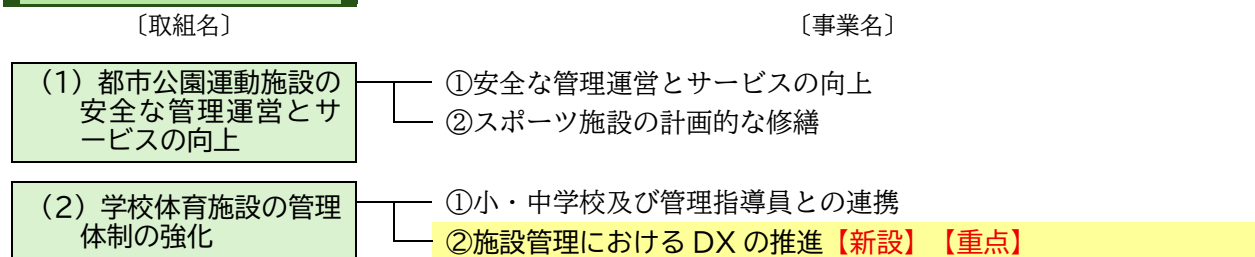 〔取組名〕 〔事業名〕
（1）都市公園運動施設の
安全な管理運営とサ
ービスの向上
①安全な管理運営とサービスの向上
②スポーツ施設の計画的な修繕
（2）学校体育施設の管理
体制の強化
①小・中学校及び管理指導員との連携
②施設管理における DX の推進【新設】【重点】